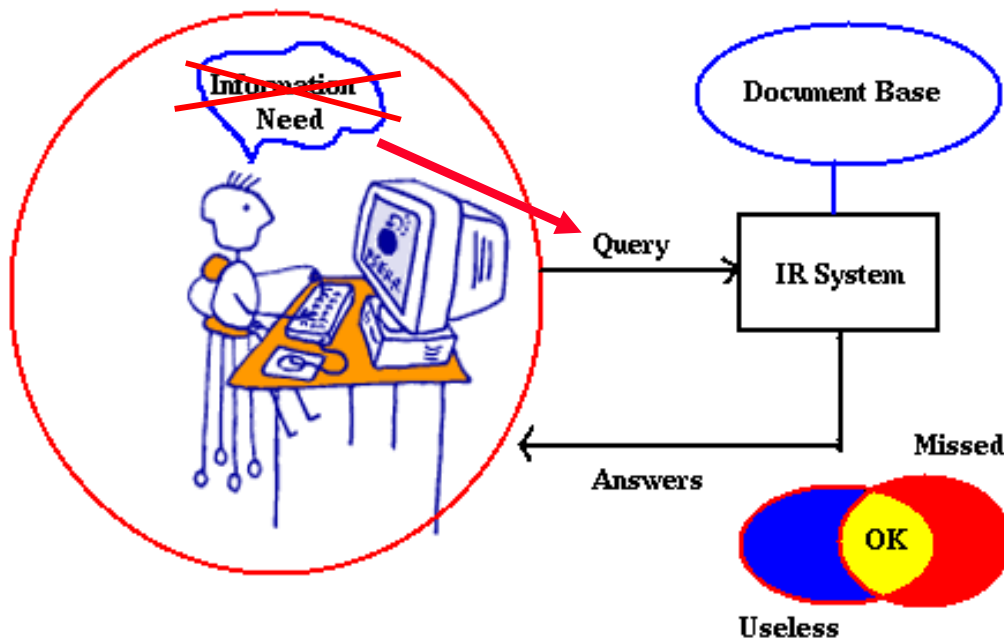 Information
Need
Document Base
Query
IR System
Answers
Missed
OK
Useless